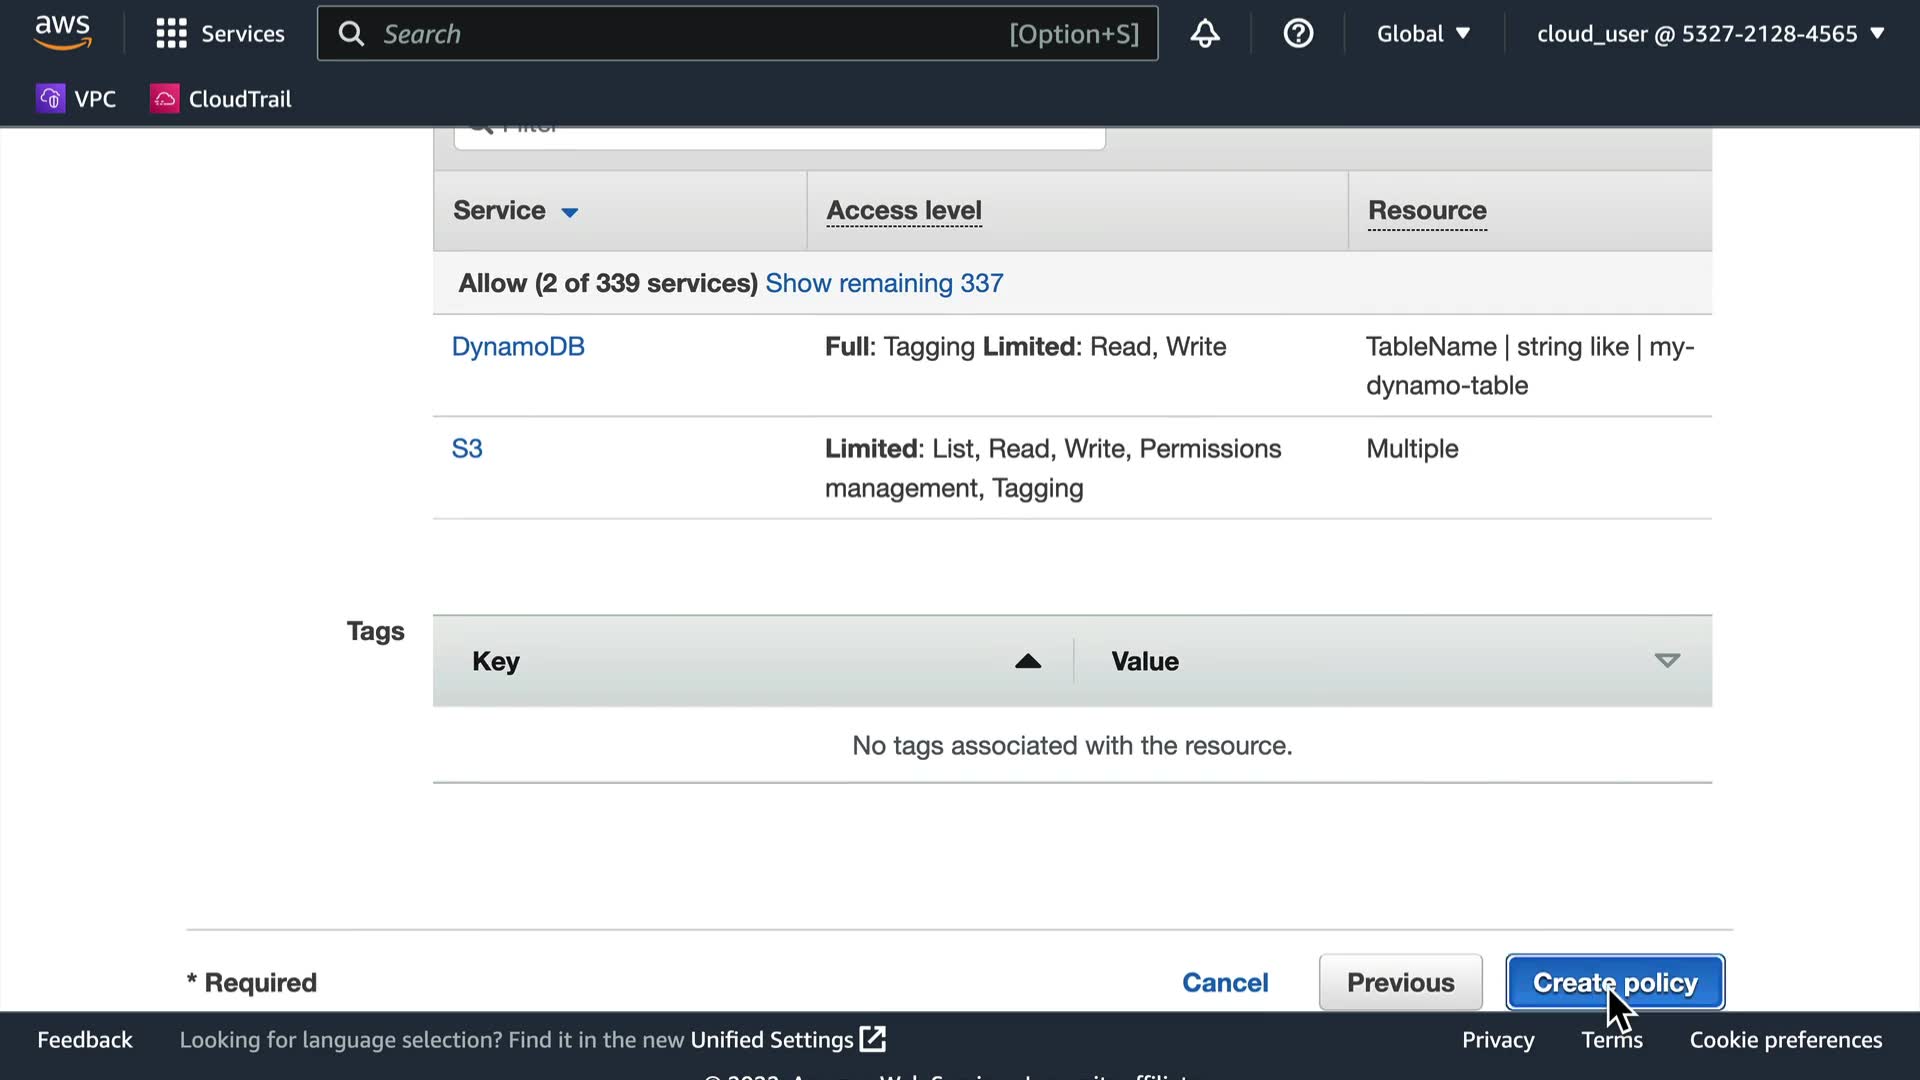 aws Services Search [Option+S] Global cloud_user @ 5327-2128-4565
VPC CloudTrail
Filter
Service Access level Resource
Allow (2 of 339 services) Show remaining 337
DynamoDB Full: Tagging Limited: Read, Write TableName | string like | my-
dynamo-table
S3 Limited: List, Read, Write, Permissions Multiple
management, Tagging
Tags
Key Value
No tags associated with the resource.
* Required Cancel Previous Create policy
Feedback Looking for language selection? Find it in the new Unified Settings Privacy Terms Cookie preferences